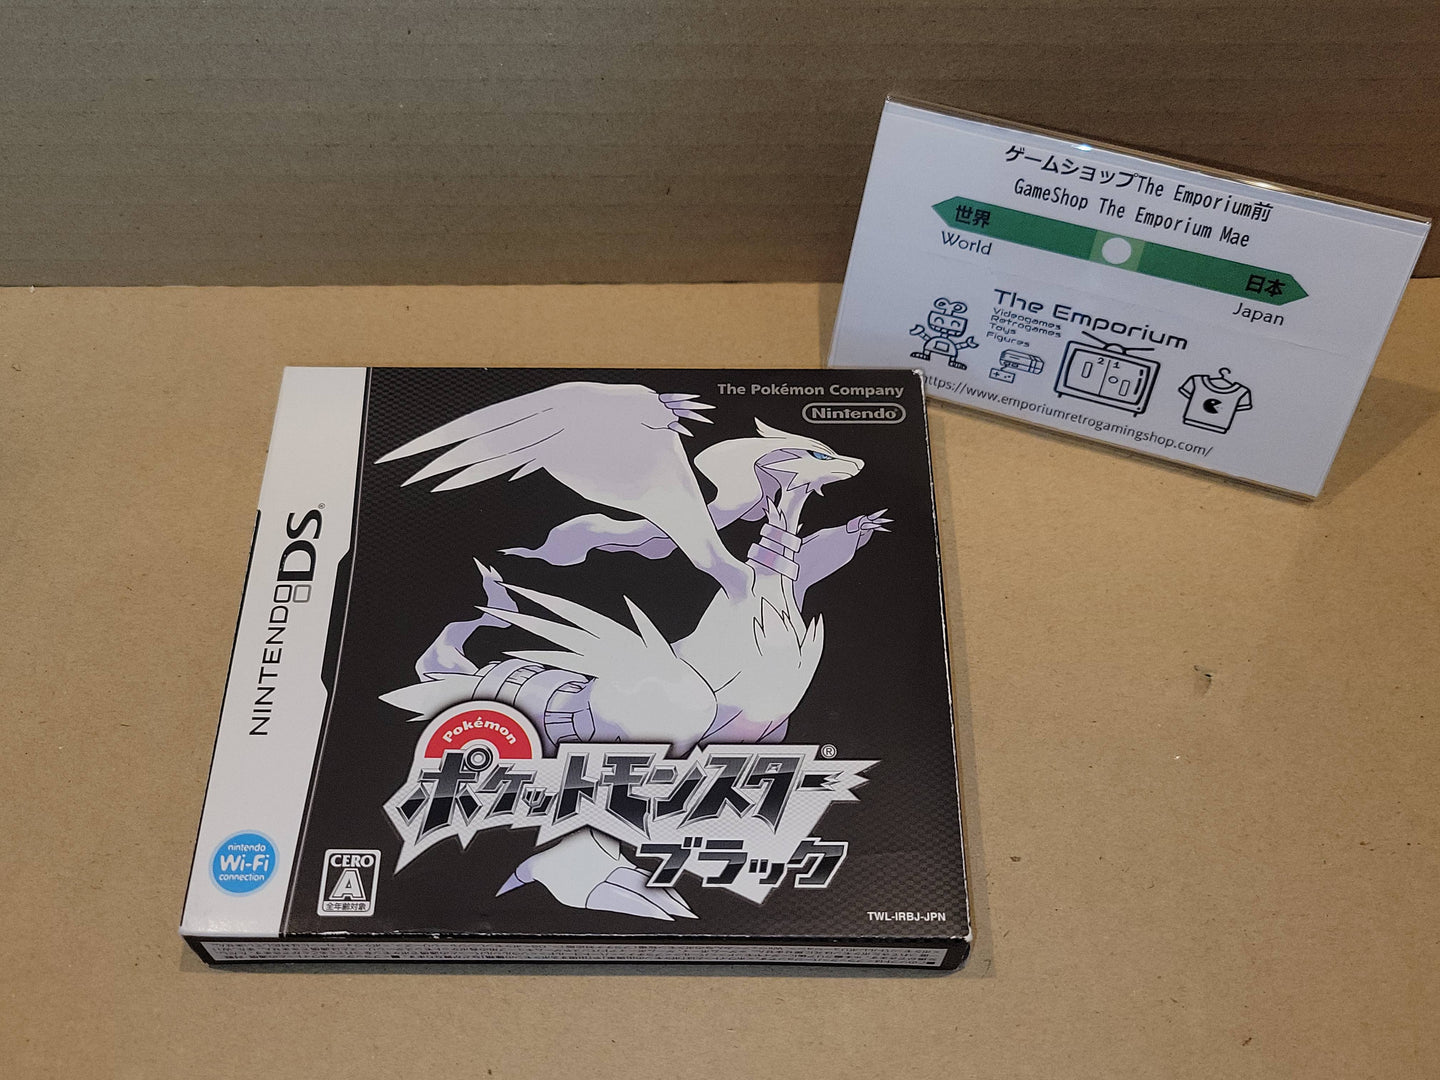 ゲームショップThe Emporium前
GameShop The Emporium Mae
世界
World
日本
Japan
The Emporium
Videogames
Retrogames
Toys
Figures
2 1
https://www.emporiumretrogamingshop.com/
The Pokémon Company
Nintendo
NINTENDO DS
Pokémon
ポケットモンスター®
ブラック
nintendo
Wi-Fi
connection
CERO
A
全年齢対象
TWL-IRBJ-JPN